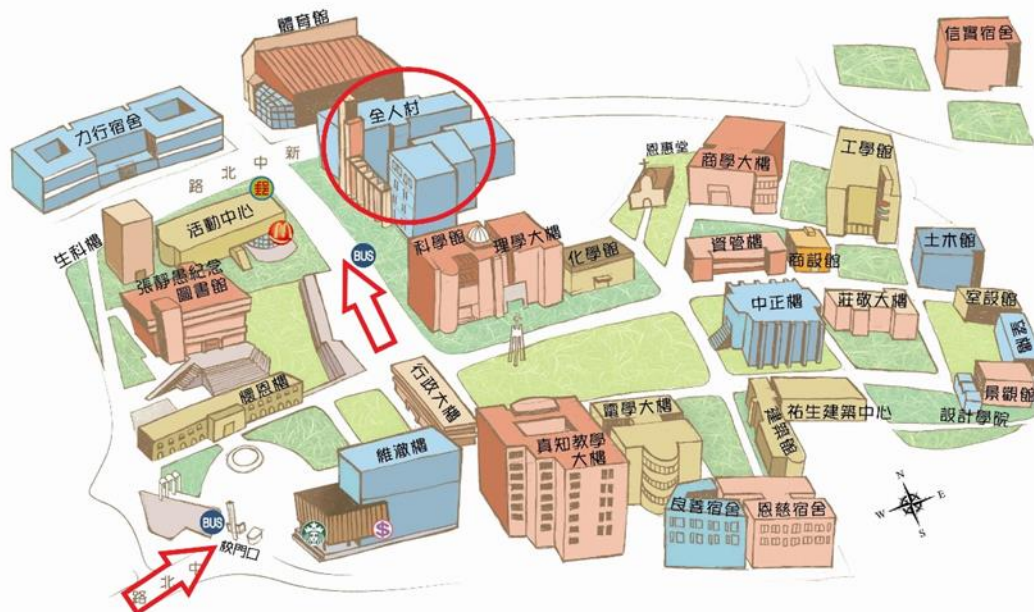 體育館
信實宿舍
全人村
力行宿舍
新中北路
郵
活動中心
生科樓
張靜愚紀念
圖書館
BUS
科學館
理學大樓
化學館
恩惠堂
商學大樓
工學館
資管樓
商設館
土木館
中正樓
莊敬大樓
室設館
景觀館
設計學院
懷恩樓
行政大樓
維澈樓
真知教學
大樓
電學大樓
建築館
祐生建築中心
良善宿舍
恩慈宿舍
BUS
校門口
中北路
N
W
E
S